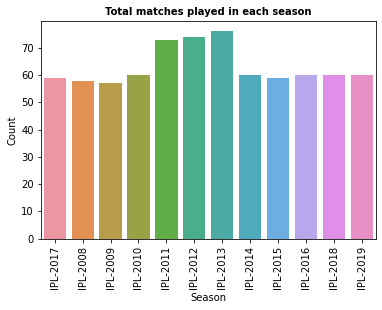 Total matches played in each season
Count
70
60
50
40
30
20
10
0
IPL-2017
IPL-2008
IPL-2009
IPL-2010
IPL-2011
IPL-2012
IPL-2013
IPL-2014
IPL-2015
IPL-2016
IPL-2018
IPL-2019
Season